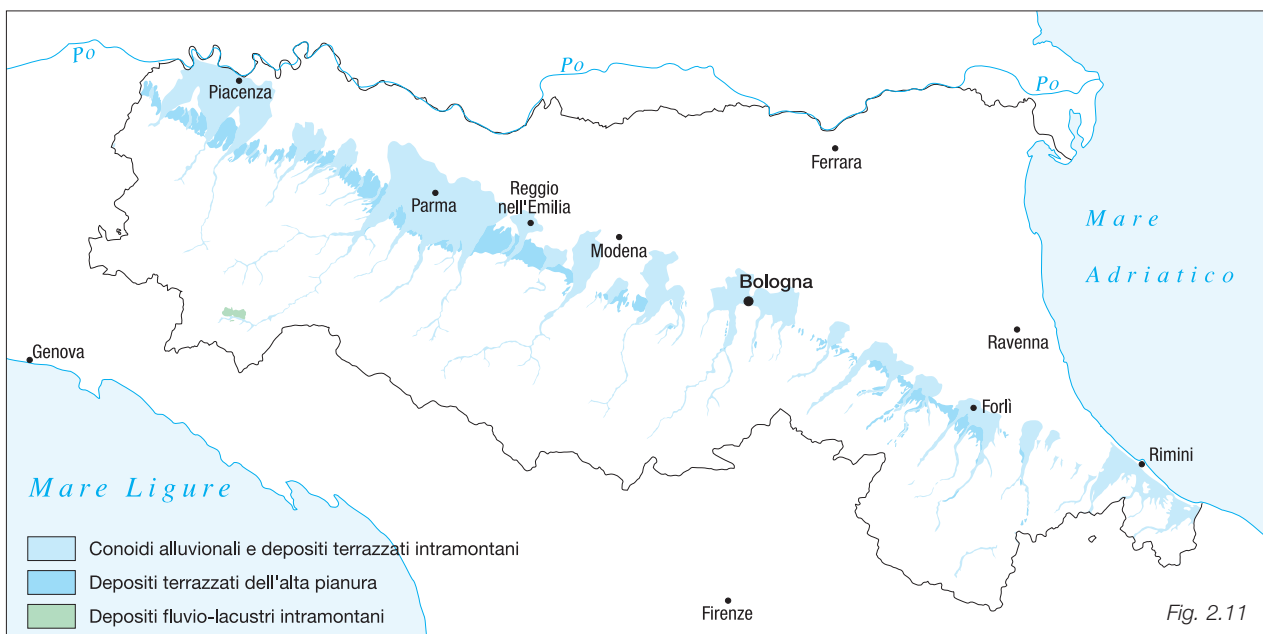 Po
Po
Po
Piacenza
Ferrara
Parma
Reggio
nell'Emilia
Modena
Bologna
Mare
Adriatico
Ravenna
Genova
Forlì
Rimini
Mare Ligure
Conoidi alluvionali e depositi terrazzati intramontani
Depositi terrazzati dell'alta pianura
Depositi fluvio-lacustri intramontani
Firenze
Fig. 2.11